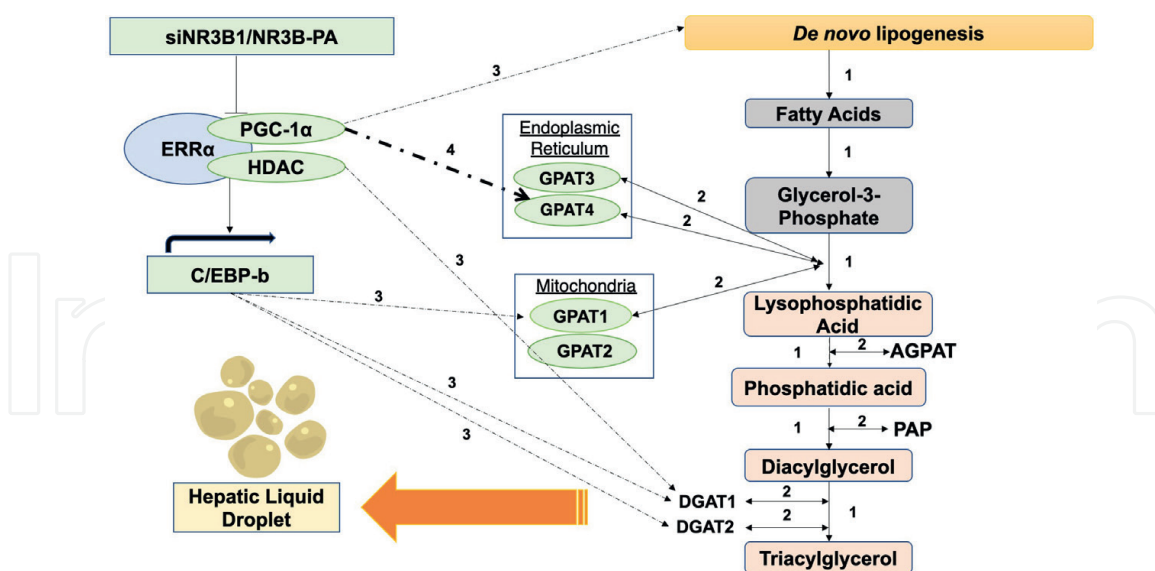 siNR3B1/NR3B-PA
De novo lipogenesis
3
1
PGC-1α
ERRα
HDAC
4
Endoplasmic
Reticulum
GPAT3
GPAT4
2
2
Fatty Acids
1
Glycerol-3-
Phosphate
1
C/EBP-b
3
3
Mitochondria
GPAT1
GPAT2
2
Lysophosphatidic
Acid
1
2
AGPAT
Phosphatidic acid
1
2
PAP
Diacylglycerol
3
3
DGAT1
2
DGAT2
2
1
Triacylglycerol
Hepatic Liquid
Droplet